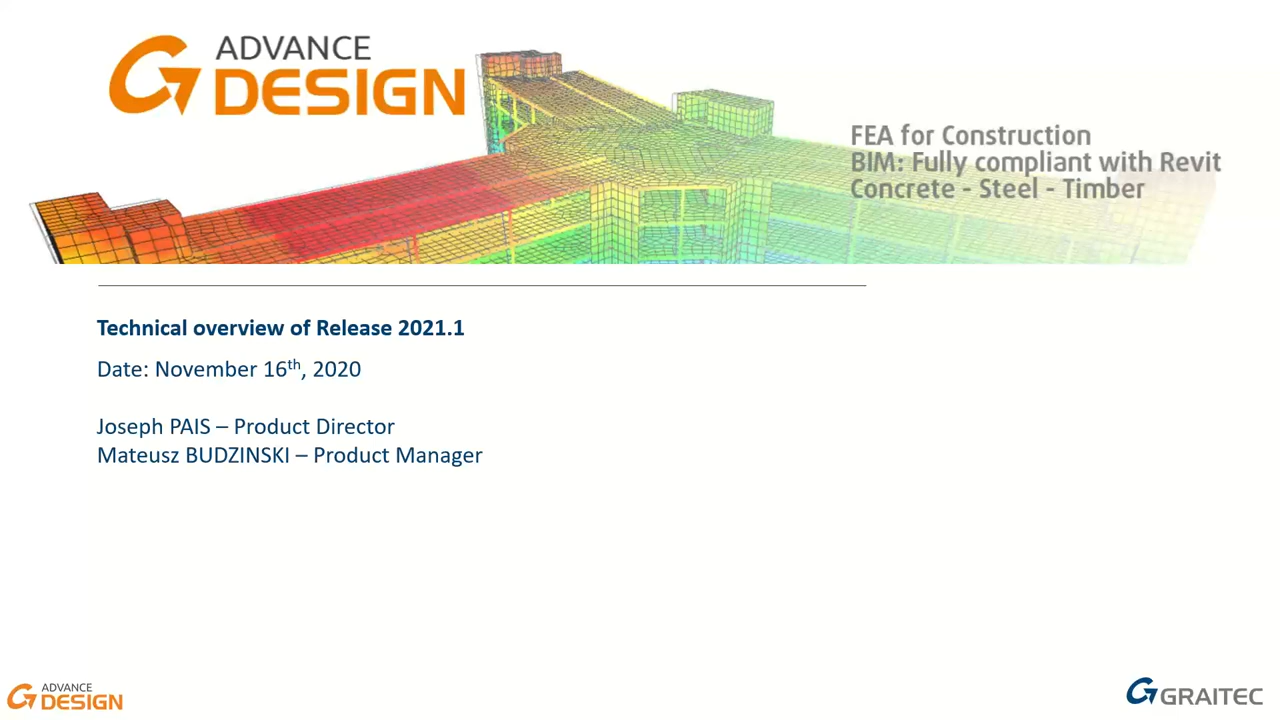 ADVANCE
DESIGN
FEA for Construction
BIM: Fully compliant with Revit
Concrete - Steel - Timber
Technical overview of Release 2021.1
Date: November 16th, 2020
Joseph PAIS – Product Director
Mateusz BUDZINSKI – Product Manager
ADVANCE
DESIGN
GRAITEC